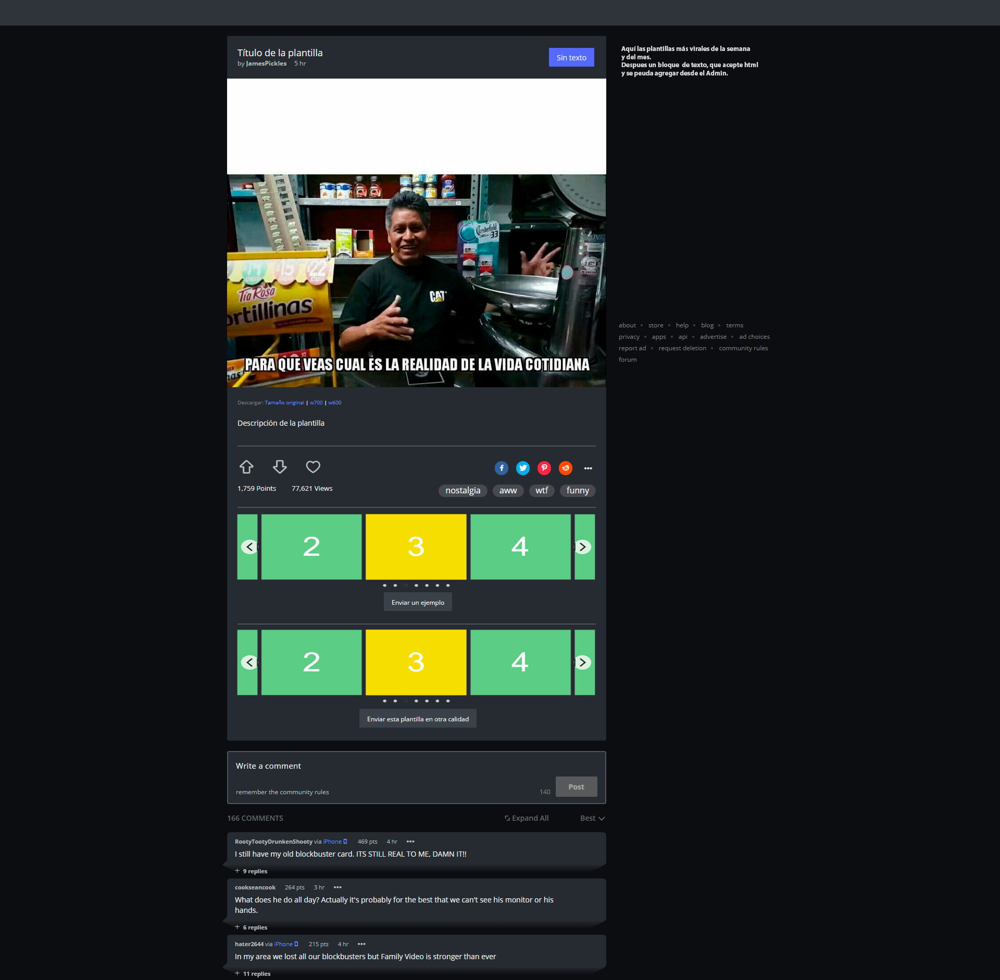 Título de la plantilla
by JamesPickles 5 hr
Sin texto
Aquí las plantillas más virales de la semana
y del mes.
Despues un bloque de texto, que acepte html
y se peuda agregar desde el Admin.
Chesterfield
33
14
15
22
Tía Rosa
ortillinas
CAT
PARA QUE VEAS CUAL ES LA REALIDAD DE LA VIDA COTIDIANA
about • store • help • blog • terms
privacy • apps • api • advertise • ad choices
report ad • request deletion • community rules
forum
Descargar: Tamaño original | w700 | w600
Descripción de la plantilla
1,759 Points 77,621 Views
nostalgia aww wtf funny
2 3 4
Enviar un ejemplo
2 3 4
Enviar esta plantilla en otra calidad
Write a comment
remember the community rules 140 Post
166 COMMENTS Expand All Best
RootyTootyDrunkenShooty via iPhone 469 pts 4 hr •••
I still have my old blockbuster card. ITS STILL REAL TO ME, DAMN IT!!
+ 9 replies
cookseancook 264 pts 3 hr •••
What does he do all day? Actually it's probably for the best that we can't see his monitor or his
hands.
+ 6 replies
hater2644 via iPhone 215 pts 4 hr •••
In my area we lost all our blockbusters but Family Video is stronger than ever
+ 11 replies